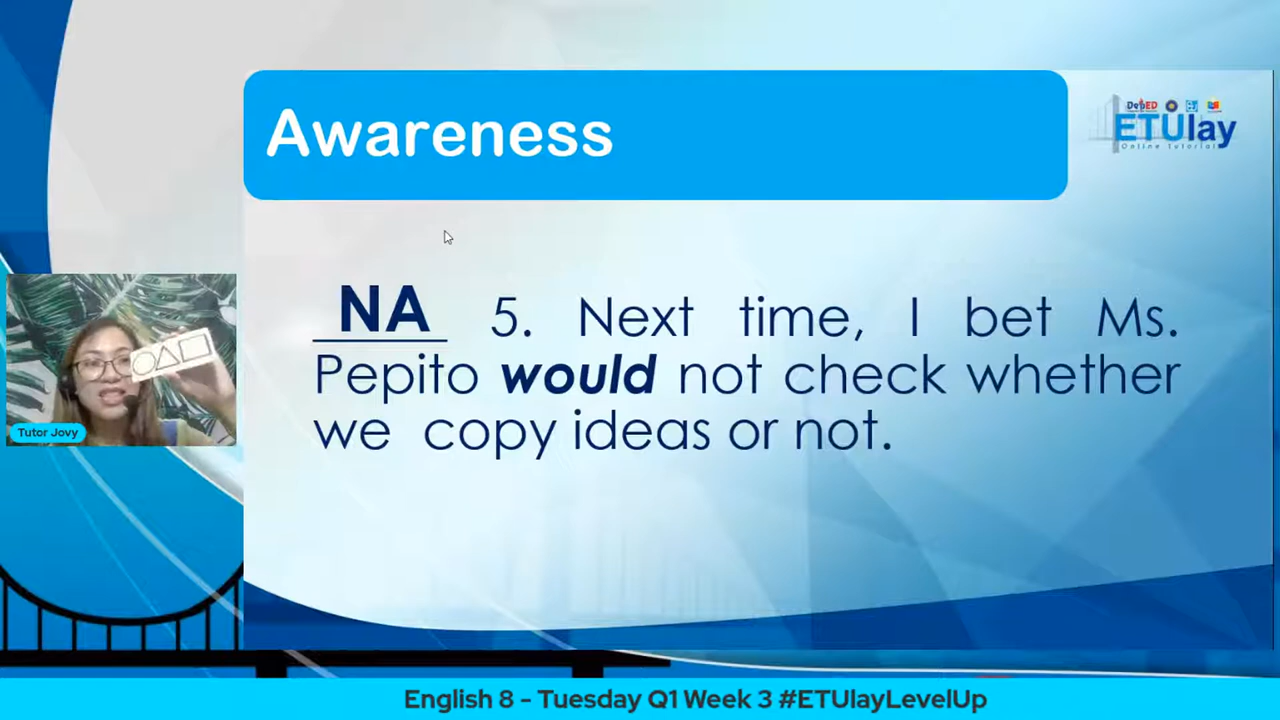 Awareness
DepED
ETUlay
Online Tutorial
NA 5. Next time, I bet Ms.
Pepito would not check whether
we copy ideas or not.
Tutor Jovy
English 8 - Tuesday Q1 Week 3 #ETUlayLevelUp